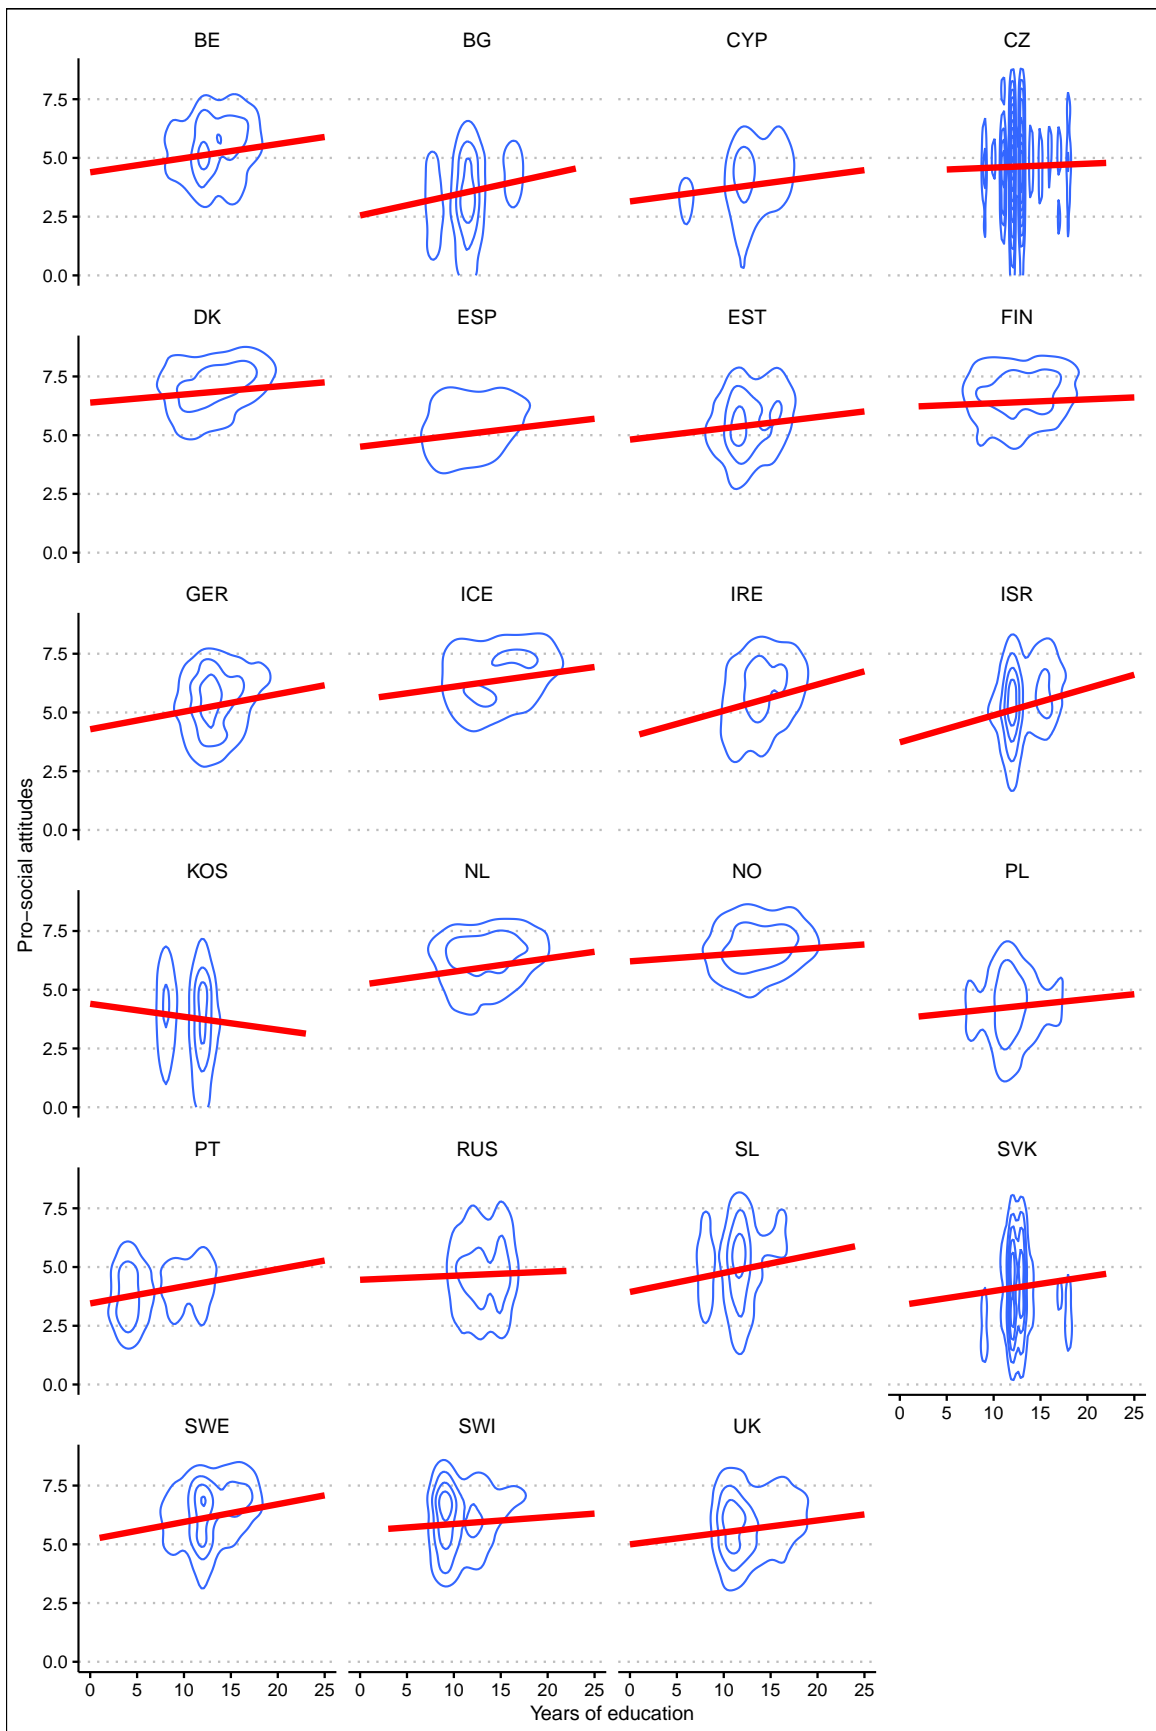 BE BG CYP CZ
7.5
5.0
2.5
0.0
DK ESP EST FIN
7.5
5.0
2.5
0.0
GER ICE IRE ISR
7.5
5.0
2.5
0.0
Pro−social attitudes
KOS NL NO PL
7.5
5.0
2.5
0.0
PT RUS SL SVK
7.5
5.0
2.5
0.0
0 5 10 15 20 25
SWE SWI UK
7.5
5.0
2.5
0.0
0 5 10 15 20 25 0 5 10 15 20 25 0 5 10 15 20 25
Years of education